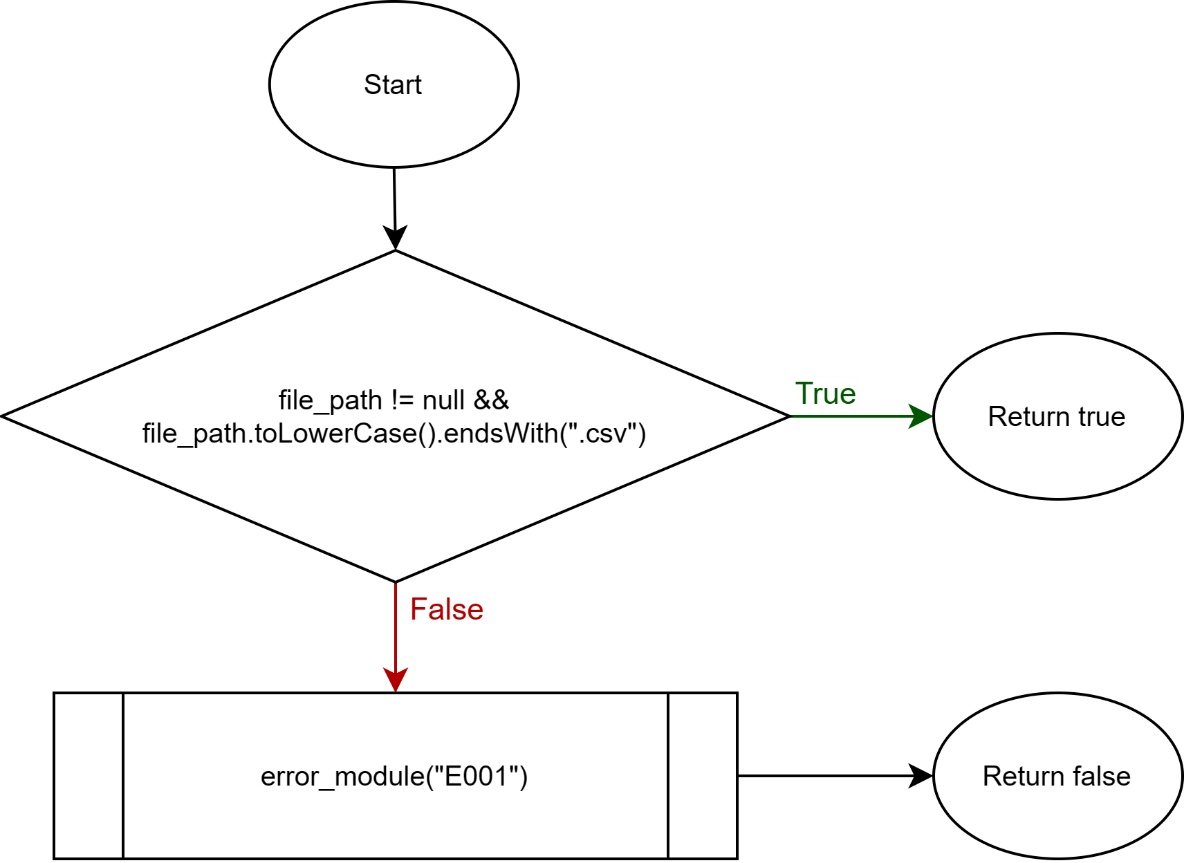 Start
file_path != null &&
file_path.toLowerCase().endsWith(".csv")
True
Return true
False
error_module("E001")
Return false